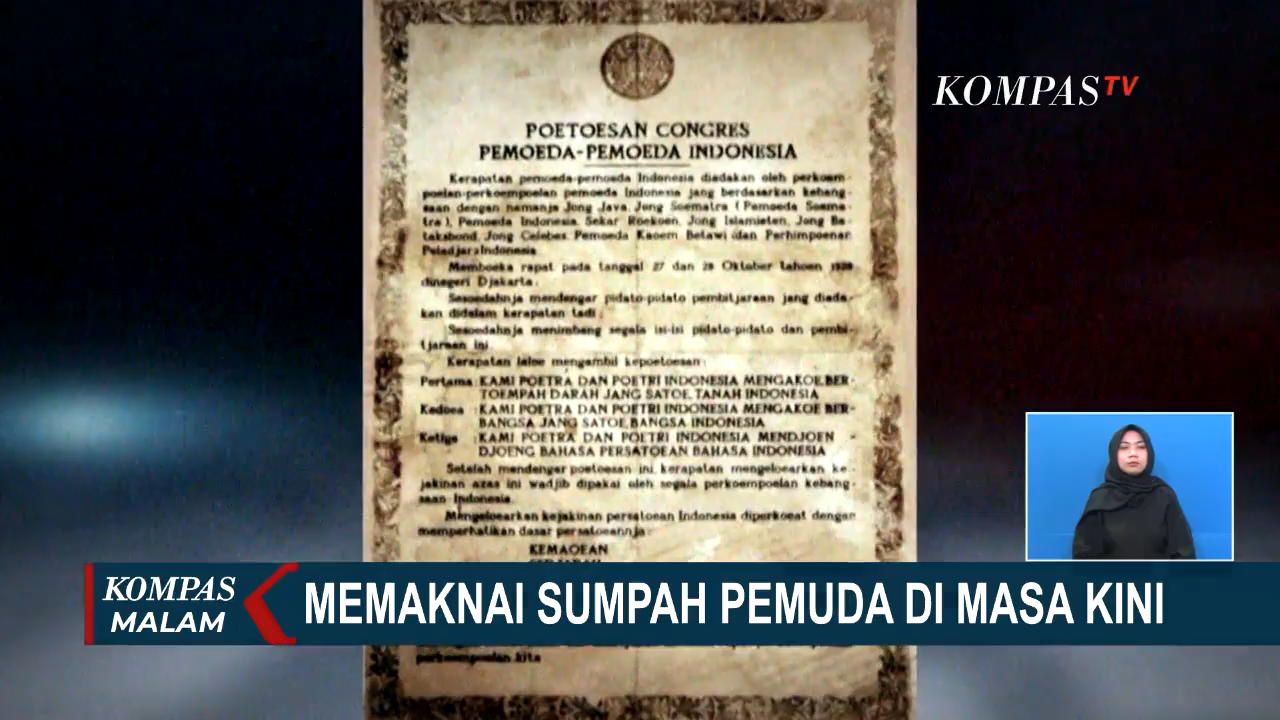 POETOESAN CONGRES
PEMOEDA-PEMOEDA INDONESIA
Kerapatan pemoeda-pemoeda Indonesia diadakan oleh perkoem-
poelan-perkoempoelan pemoeda Indonesia jang berdasarkan kebang-
saan dengan namanja Jong Java, Jong Soematra (Pemoeda Soema-
tra), Pemoeda Indonesia, Sekar Roekoen, Jong Islamieten, Jong Ba-
taksbond, Jong Celebes, Pemoeda Kaoem Betawi dan Perhimpoenan
Peladjara Indonesia
Memboeka rapat pada tanggal 27 dan 28 Oktober tahoen 1928
dinegeri Djakarta;
Sesoedahnja mendengar pidato-pidato pembitjaraan jang diada-
kan didalam kerapatan tadi;
Sesoedahnja menimbang segala isi-isi pidato-pidato dan pembi-
tjaraan ini.
Kerapatan laloe mengambil kepoetoesan:
Pertama: KAMI POETRA DAN POETRI INDONESIA MENGAKOE BER-
TOEMPAH DARAH JANG SATOE, TANAH INDONESIA
Kedoea : KAMI POETRA DAN POETRI INDONESIA MENGAKOE BER-
BANGSA JANG SATOE, BANGSA INDONESIA
Ketiga : KAMI POETRA DAN POETRI INDONESIA MENDJOEN -
DJOENG BAHASA PERSATOEAN BAHASA INDONESIA
Setelah mendengar poetoesan ini, kerapatan mengeloearkan ke-
jakinan azas ini wadjib dipakai oleh segala perkoempoelan kebang-
saan Indonesia.
Mengeloearkan kejakinan persatoean Indonesia diperkoeat dengan
memperhatikan dasar persatoeannja:
KEMAOEAN
perkoempoelan kita
KOMPAS TV
KOMPAS
MALAM
MEMAKNAI SUMPAH PEMUDA DI MASA KINI